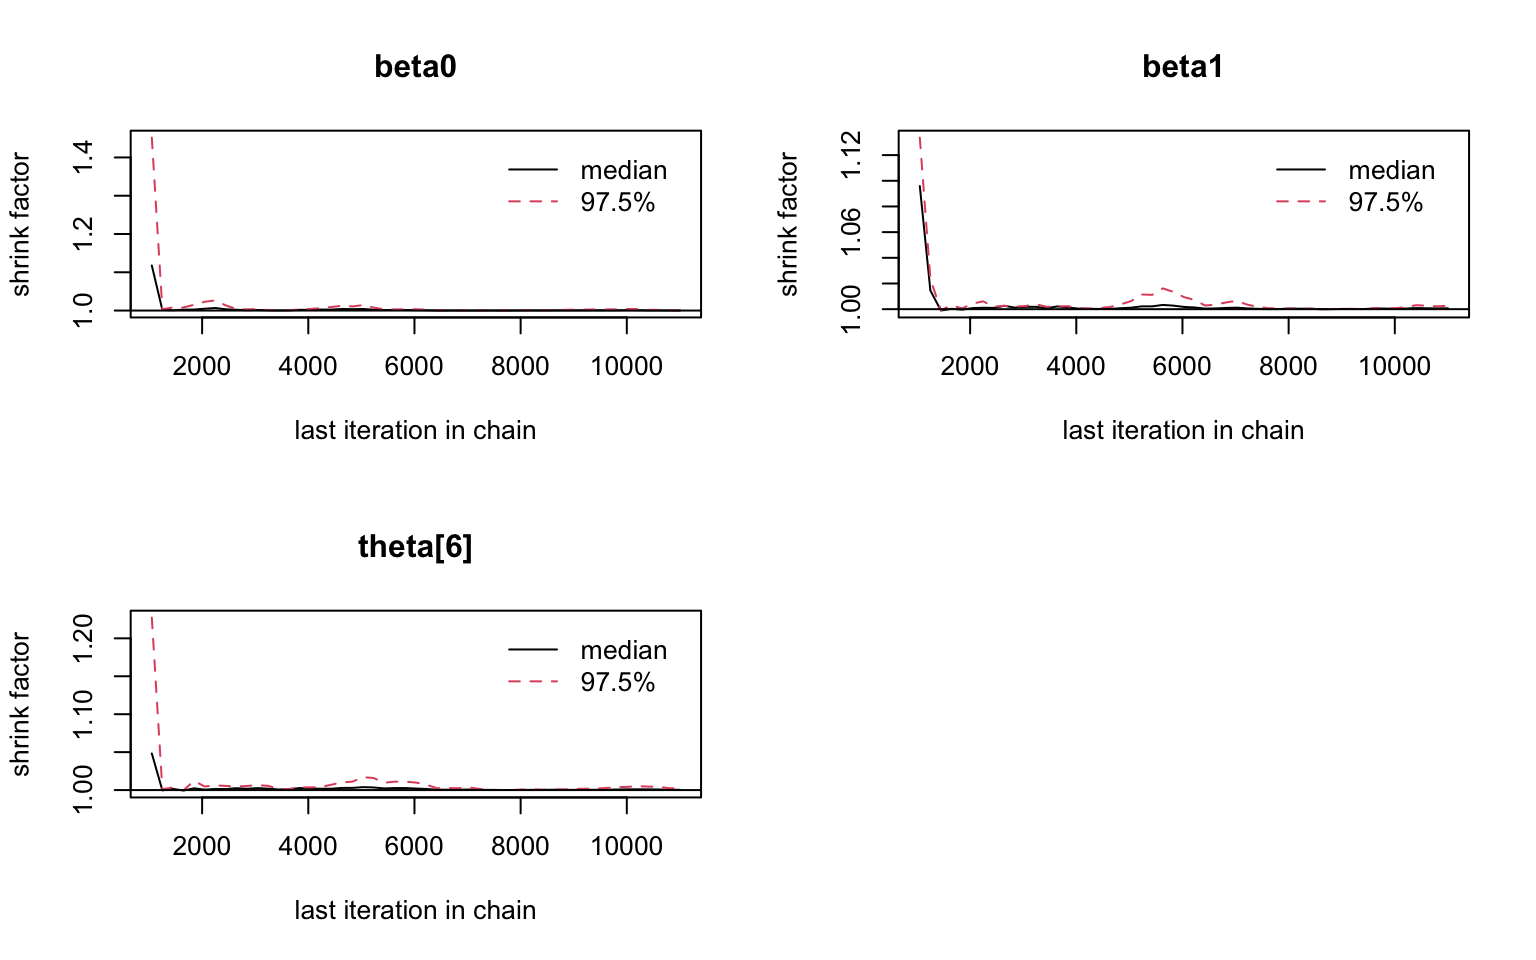 beta0
shrink factor
1.0 1.2 1.4
median
97.5%
2000 4000 6000 8000 10000
last iteration in chain
beta1
shrink factor
1.00 1.06 1.12
median
97.5%
2000 4000 6000 8000 10000
last iteration in chain
theta[6]
shrink factor
1.00 1.10 1.20
median
97.5%
2000 4000 6000 8000 10000
last iteration in chain